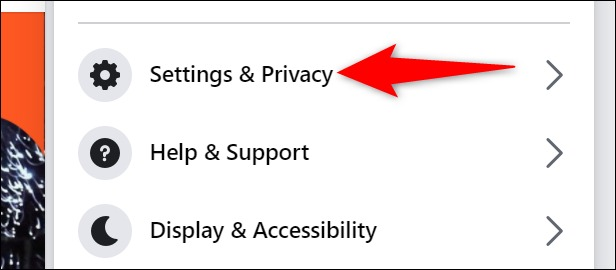 Settings & Privacy
Help & Support
Display & Accessibility